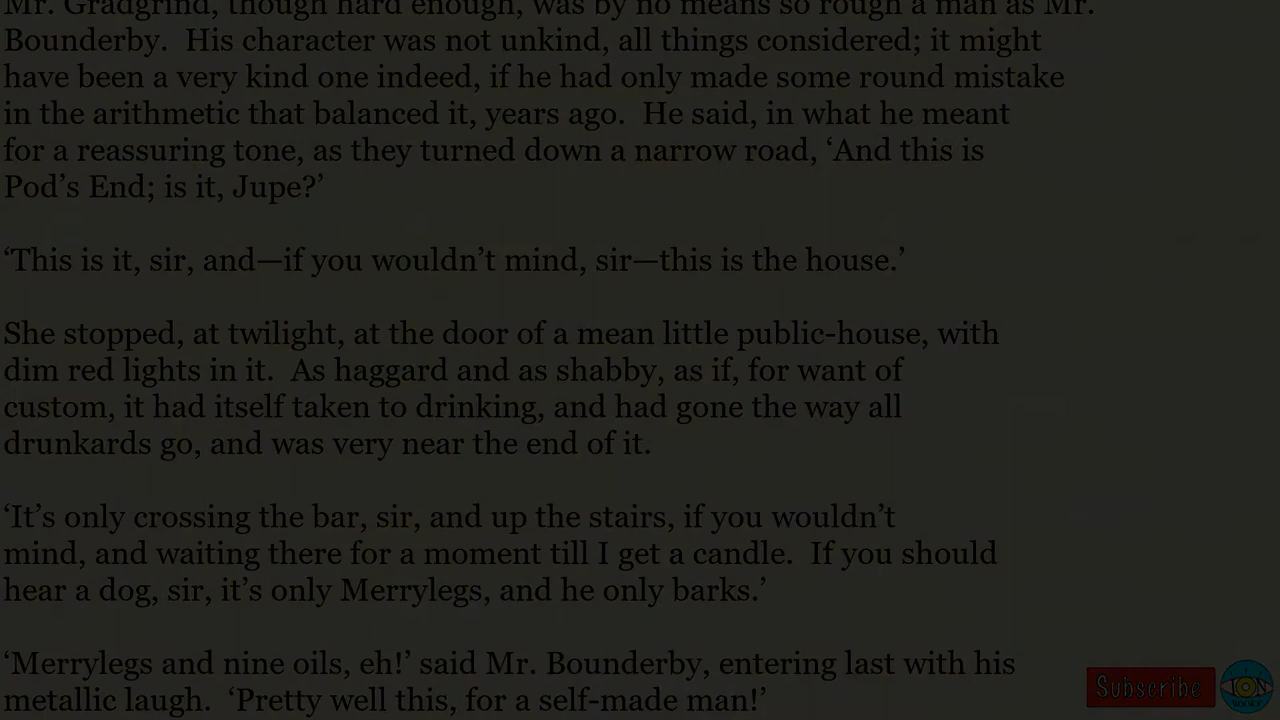 Mr. Gradgrind, though hard enough, was by no means so rough a man as Mr.
Bounderby.  His character was not unkind, all things considered; it might
have been a very kind one indeed, if he had only made some round mistake
in the arithmetic that balanced it, years ago.  He said, in what he meant
for a reassuring tone, as they turned down a narrow road, ‘And this is
Pod’s End; is it, Jupe?’
‘This is it, sir, and—if you wouldn’t mind, sir—this is the house.’
She stopped, at twilight, at the door of a mean little public-house, with
dim red lights in it.  As haggard and as shabby, as if, for want of
custom, it had itself taken to drinking, and had gone the way all
drunkards go, and was very near the end of it.
‘It’s only crossing the bar, sir, and up the stairs, if you wouldn’t
mind, and waiting there for a moment till I get a candle.  If you should
hear a dog, sir, it’s only Merrylegs, and he only barks.’
‘Merrylegs and nine oils, eh!’ said Mr. Bounderby, entering last with his
metallic laugh.  ‘Pretty well this, for a self-made man!’
Subscribe